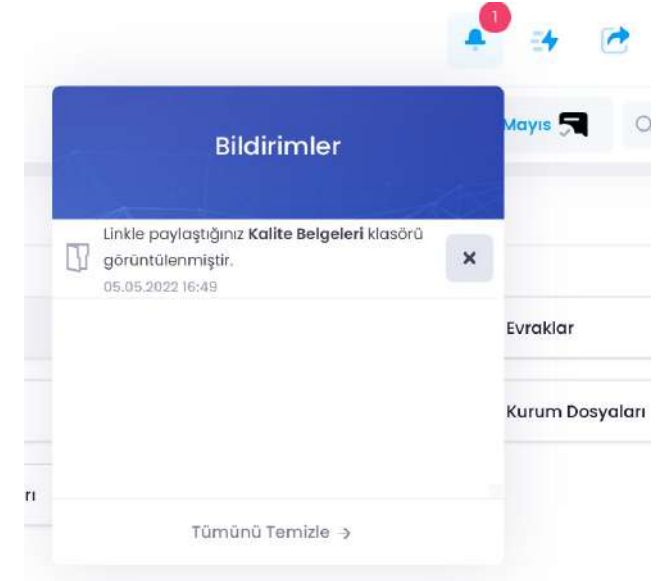 1
Mayıs
Bildirimler
Linkle paylaştığınız Kalite Belgeleri klasörü
görüntülenmiştir.
05.05.2022 16:49
Evraklar
Kurum Dosyaları
rı
Tümünü Temizle →